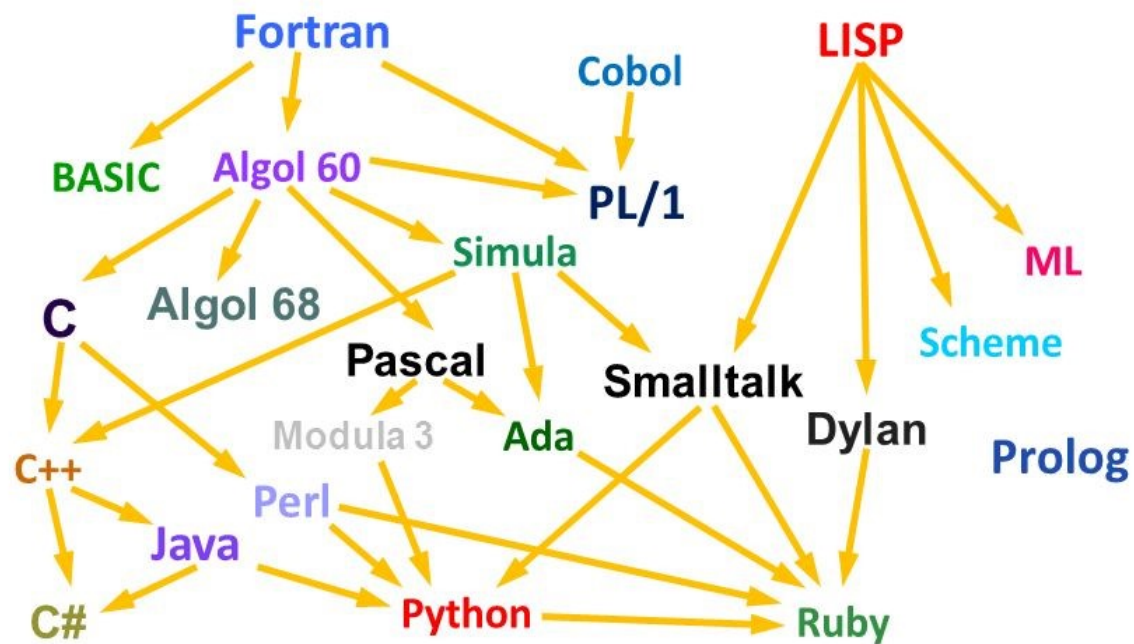 Fortran
LISP
Cobol
BASIC
Algol 60
PL/1
Simula
ML
C
Algol 68
Scheme
Pascal
Smalltalk
Modula 3
Ada
Dylan
Prolog
C++
Perl
Java
C#
Python
Ruby